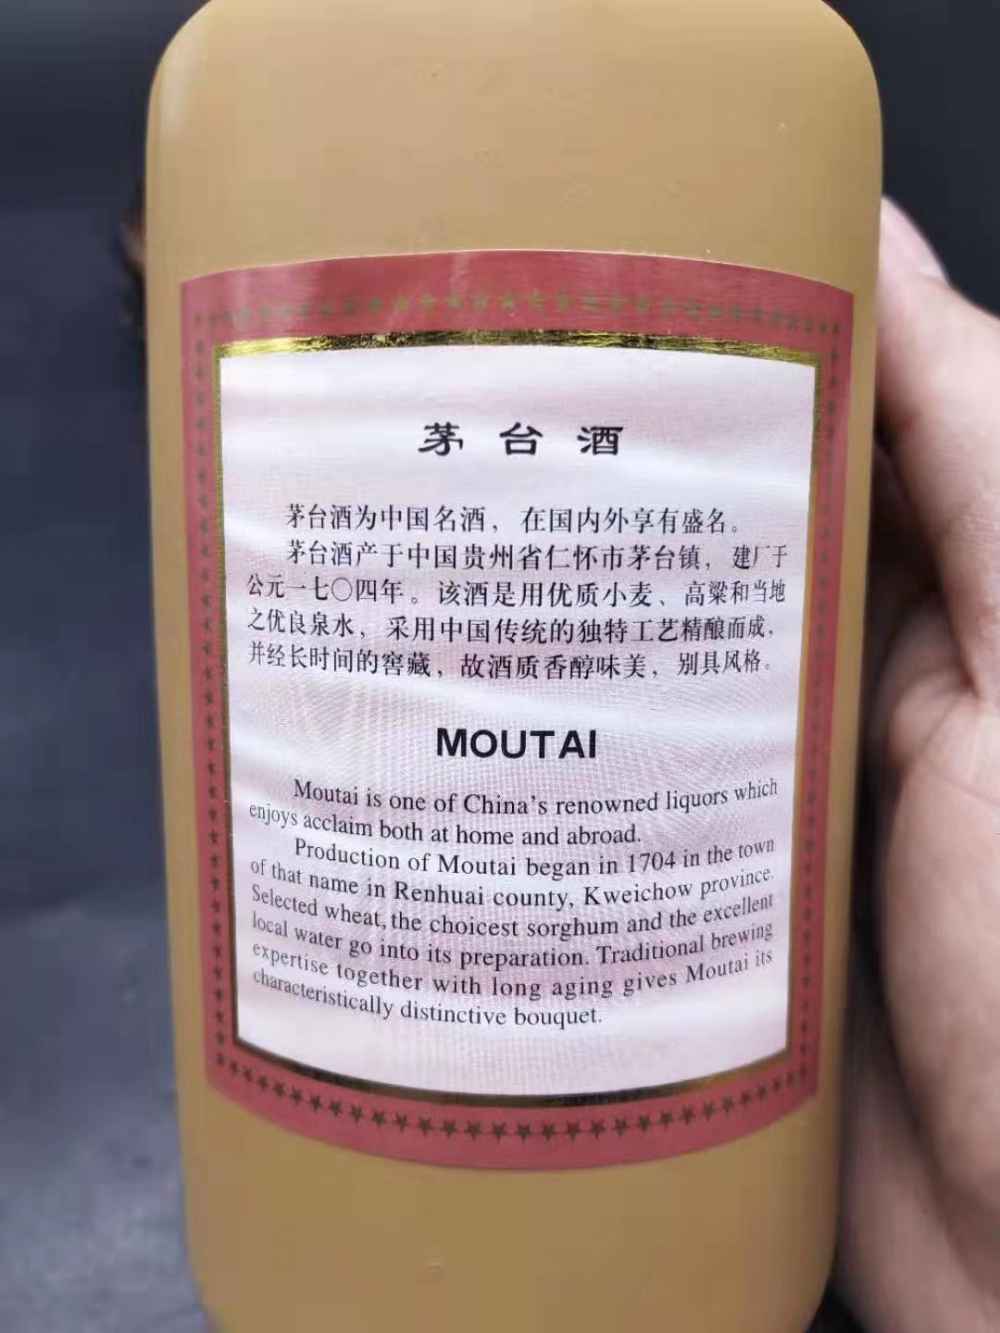 茅台酒
茅台酒为中国名酒，在国内外享有盛名。
茅台酒产于中国贵州省仁怀市茅台镇，建厂于
公元一七〇四年。该酒是用优质小麦、高粱和当地
之优良泉水，采用中国传统的独特工艺精酿而成，
并经长时间的窖藏，故酒质香醇味美，别具风格。
MOUTAI
Moutai is one of China's renowned liquors which
enjoys acclaim both at home and abroad.
Production of Moutai began in 1704 in the town
of that name in Renhuai county, Kweichow province.
Selected wheat, the choicest sorghum and the excellent
local water go into its preparation. Traditional brewing
expertise together with long aging gives Moutai its
characteristically distinctive bouquet.